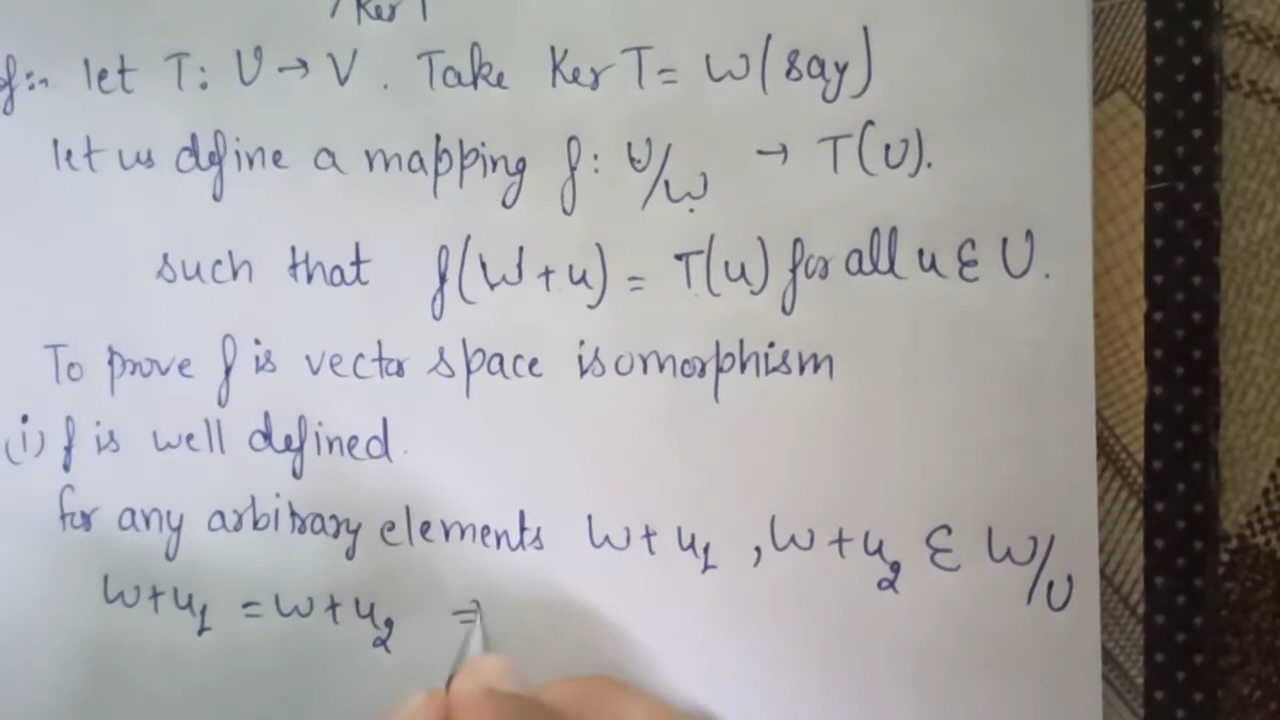 /Ker T
f:- let T: U → V. Take Ker T = W (say)
let us define a mapping f: U/W → T(U).
such that f(W+u) = T(u) for all u ε U.
To prove f is vector space isomorphism
(i) f is well defined.
for any arbitrary elements W+u₁, W+u₂ ε W/U
W+u₁ = W+u₂ ⇒